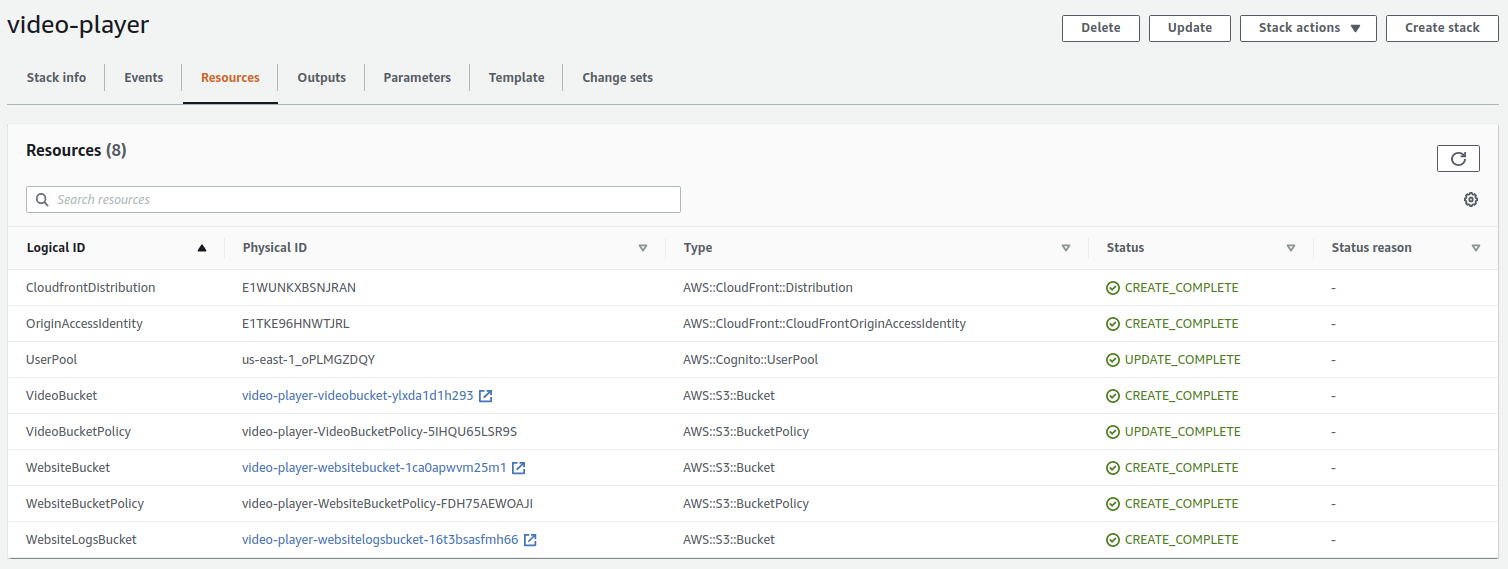 video-player
Delete Update Stack actions Create stack
Stack info Events Resources Outputs Parameters Template Change sets
Resources (8)
Search resources
Logical ID Physical ID Type Status Status reason
CloudfrontDistribution E1WUNKXBSNJRAN AWS::CloudFront::Distribution CREATE_COMPLETE -
OriginAccessIdentity E1TKE96HNWTJRL AWS::CloudFront::CloudFrontOriginAccessIdentity CREATE_COMPLETE -
UserPool us-east-1_oPLMGZDQY AWS::Cognito::UserPool UPDATE_COMPLETE -
VideoBucket video-player-videobucket-ylxda1d1h293 AWS::S3::Bucket CREATE_COMPLETE -
VideoBucketPolicy video-player-VideoBucketPolicy-5IHQU65LSR9S AWS::S3::BucketPolicy UPDATE_COMPLETE -
WebsiteBucket video-player-websitebucket-1ca0apwvm25m1 AWS::S3::Bucket CREATE_COMPLETE -
WebsiteBucketPolicy video-player-WebsiteBucketPolicy-FDH75AEWOAJI AWS::S3::BucketPolicy CREATE_COMPLETE -
WebsiteLogsBucket video-player-websitelogsbucket-16t3bsasfmh66 AWS::S3::Bucket CREATE_COMPLETE -